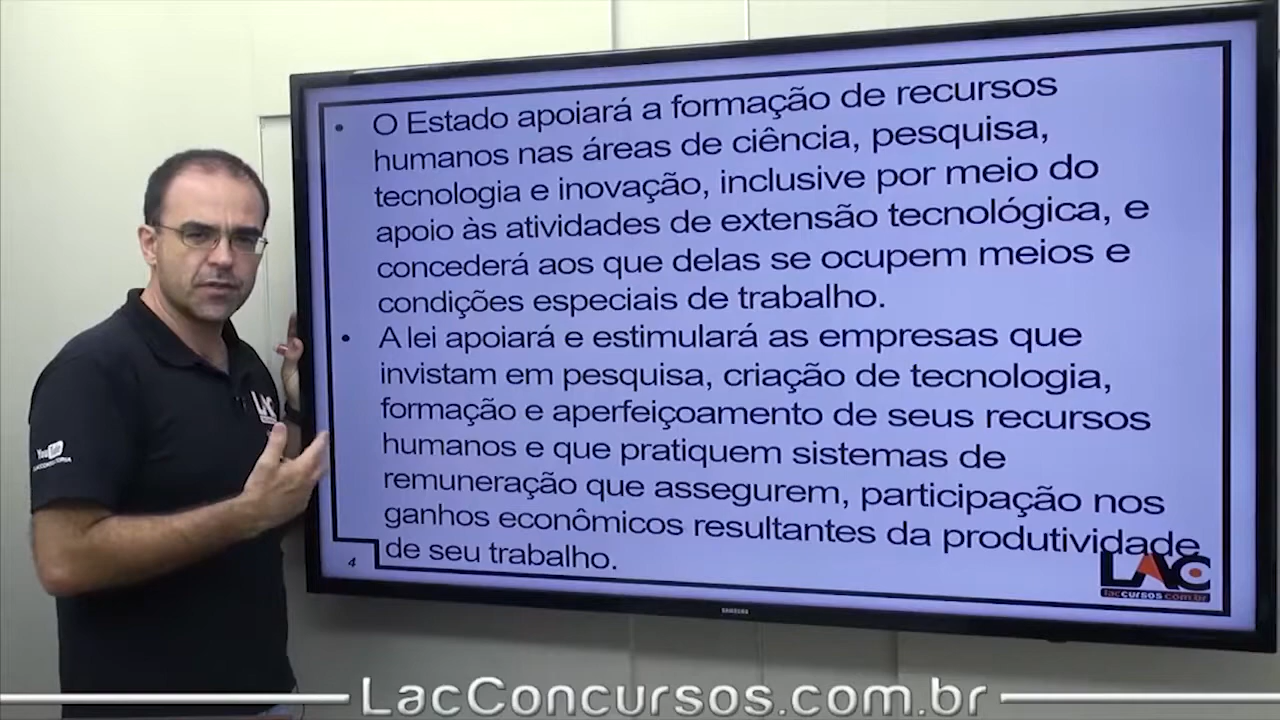 • O Estado apoiará a formação de recursos
humanos nas áreas de ciência, pesquisa,
tecnologia e inovação, inclusive por meio do
apoio às atividades de extensão tecnológica, e
concederá aos que delas se ocupem meios e
condições especiais de trabalho.
• A lei apoiará e estimulará as empresas que
invistam em pesquisa, criação de tecnologia,
formação e aperfeiçoamento de seus recursos
humanos e que pratiquem sistemas de
remuneração que assegurem, participação nos
ganhos econômicos resultantes da produtividade
de seu trabalho.
4
LAC
laccursos.com.br
SAMSUNG
LAC
YouTube
LacConcursos.com.br